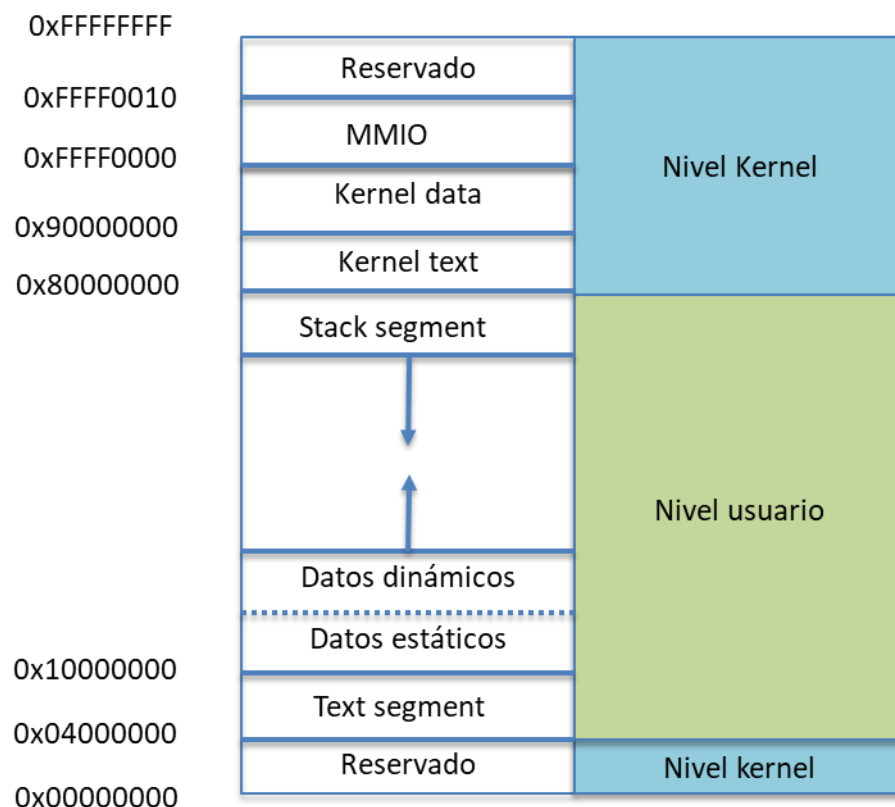 0xFFFFFFFF
Reservado
0xFFFF0010
MMIO
0xFFFF0000
Nivel Kernel
Kernel data
0x90000000
Kernel text
0x80000000
Stack segment
Nivel usuario
Datos dinámicos
Datos estáticos
0x10000000
Text segment
0x04000000
Reservado
Nivel kernel
0x00000000